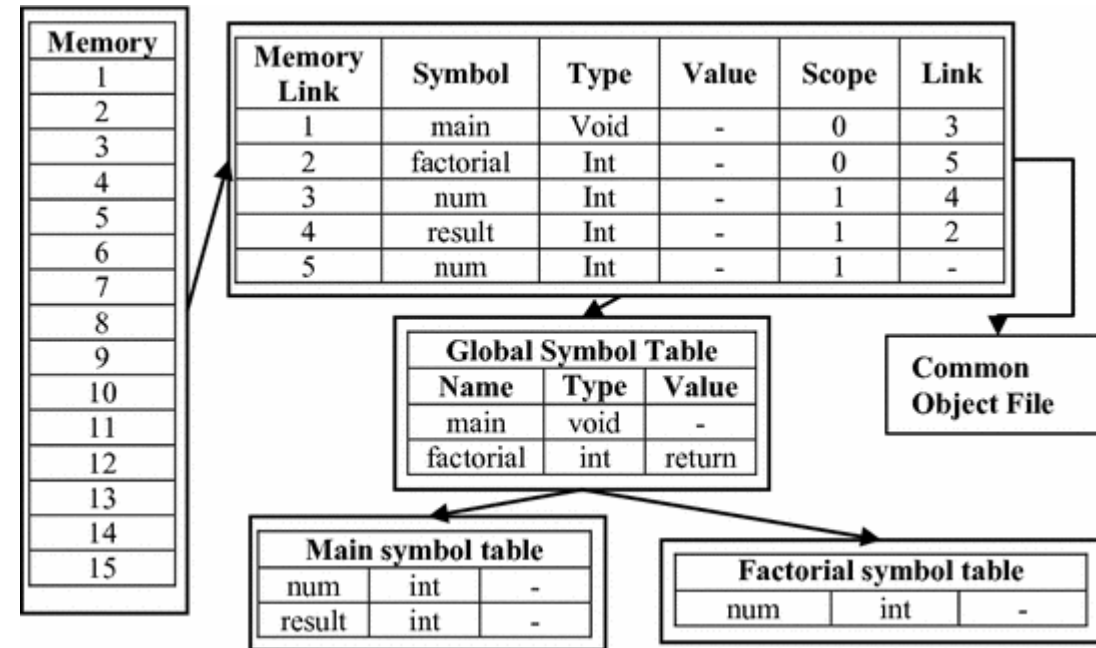 Memory
1
2
3
4
5
6
7
8
9
10
11
12
13
14
15
Memory Link Symbol Type Value Scope Link
1 main Void - 0 3
2 factorial Int - 0 5
3 num Int - 1 4
4 result Int - 1 2
5 num Int - 1 -
Global Symbol Table
Name Type Value
main void -
factorial int return
Common
Object File
Main symbol table
num int -
result int -
Factorial symbol table
num int -